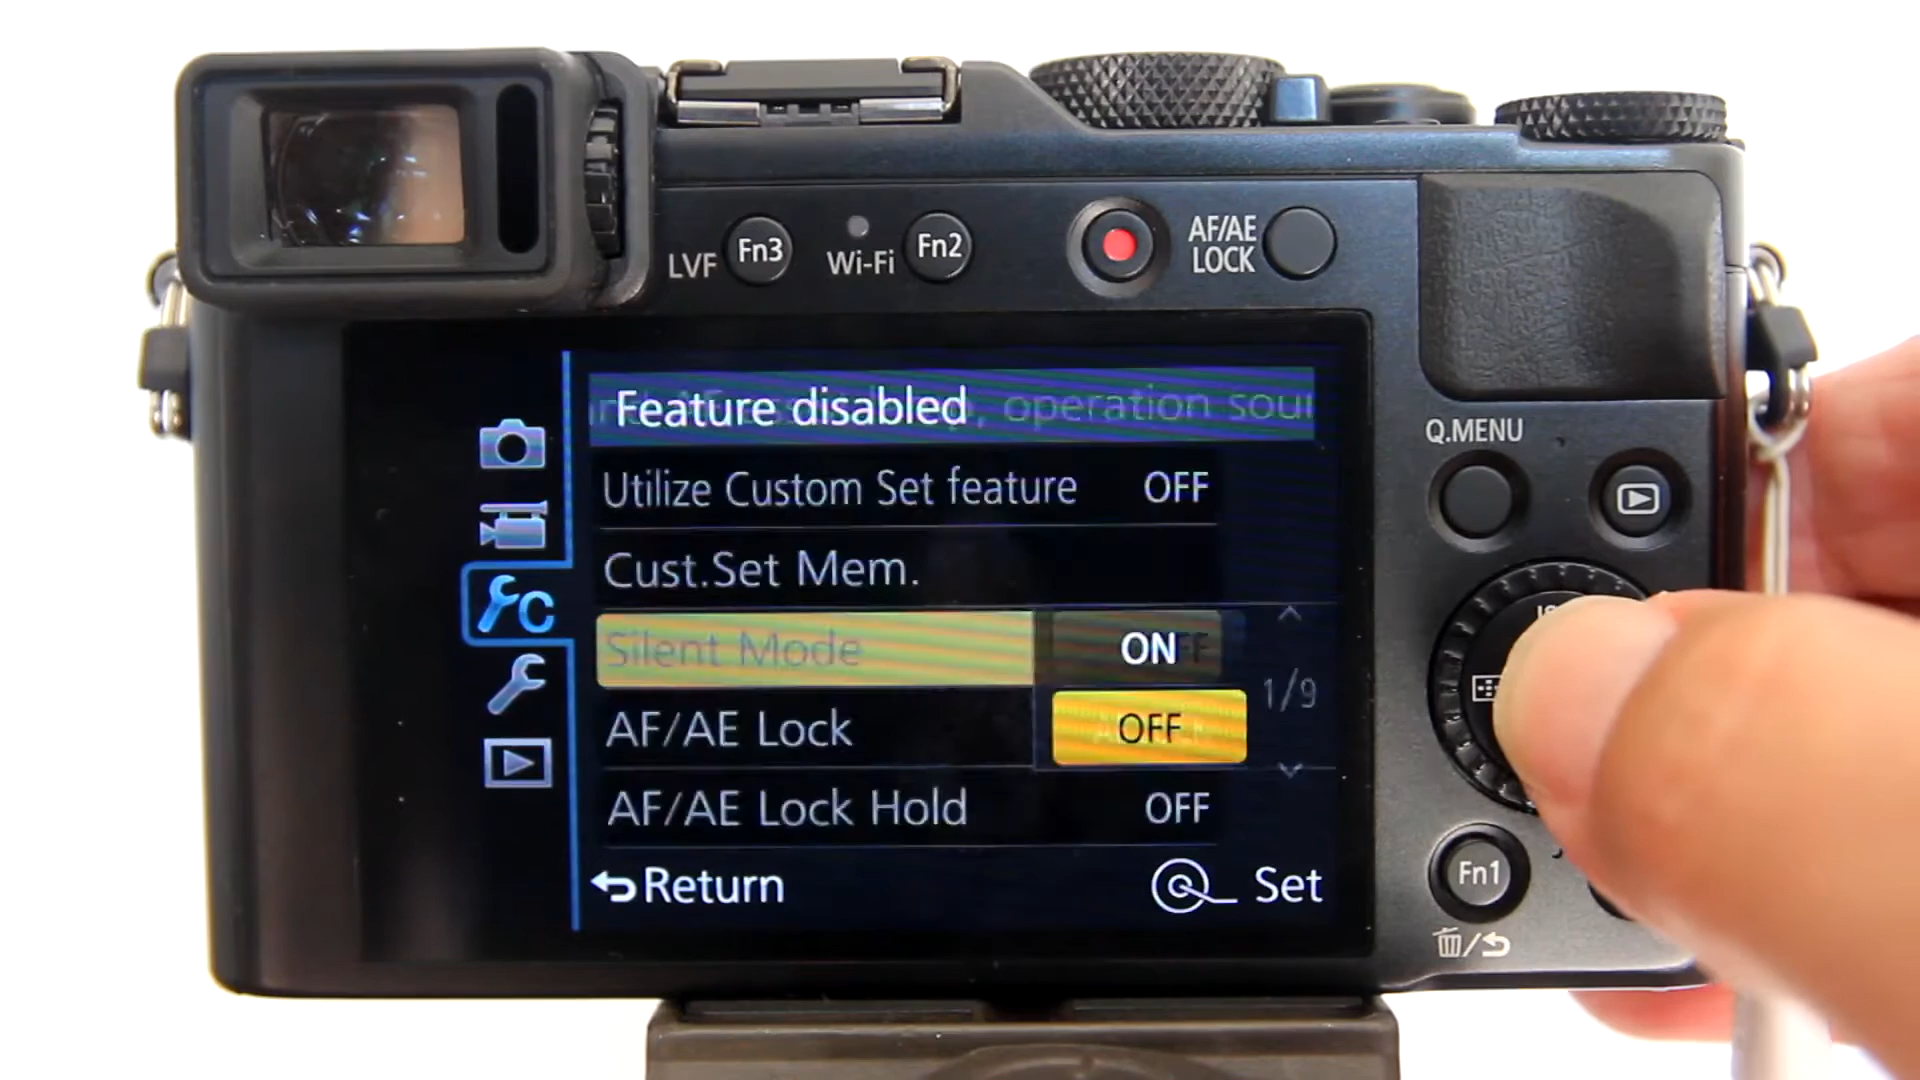 LVF Fn3 Wi-Fi Fn2 AF/AE LOCK
Feature disabled , operation
Utilize Custom Set feature OFF
Cust.Set Mem.
Silent Mode ON
AF/AE Lock OFF
1/9
AF/AE Lock Hold OFF
Return Set
Q.MENU
Fn1
C